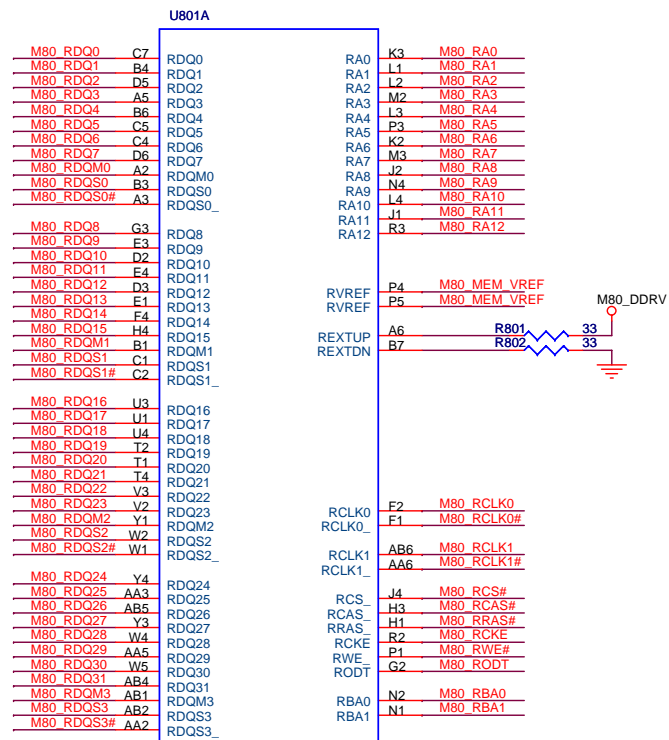 U801A
M80_RDQ0 C7 RDQ0 RA0 K3 M80_RA0
M80_RDQ1 B4 RDQ1 RA1 L1 M80_RA1
M80_RDQ2 D5 RDQ2 RA2 L2 M80_RA2
M80_RDQ3 A5 RDQ3 RA3 M2 M80_RA3
M80_RDQ4 B6 RDQ4 RA4 L3 M80_RA4
M80_RDQ5 C5 RDQ5 RA5 P3 M80_RA5
M80_RDQ6 C4 RDQ6 RA6 K2 M80_RA6
M80_RDQ7 D6 RDQ7 RA7 M3 M80_RA7
M80_RDQM0 A2 RDQM0 RA8 J2 M80_RA8
M80_RDQS0 B3 RDQS0 RA9 N4 M80_RA9
M80_RDQS0# A3 RDQS0_ RA10 L4 M80_RA10
RA11 J1 M80_RA11
M80_RDQ8 G3 RDQ8 RA12 R3 M80_RA12
M80_RDQ9 E3 RDQ9
M80_RDQ10 D2 RDQ10
M80_RDQ11 E4 RDQ11
M80_RDQ12 D3 RDQ12 RVREF P4 M80_MEM_VREF
M80_RDQ13 E1 RDQ13 RVREF P5 M80_MEM_VREF M80_DDRV
M80_RDQ14 F4 RDQ14
M80_RDQ15 H4 RDQ15 REXTUP A6 R801 33
M80_RDQM1 B1 RDQM1 REXTDN B7 R802 33
M80_RDQS1 C1 RDQS1
M80_RDQS1# C2 RDQS1_
M80_RDQ16 U3 RDQ16
M80_RDQ17 U1 RDQ17
M80_RDQ18 U4 RDQ18
M80_RDQ19 T2 RDQ19
M80_RDQ20 T1 RDQ20
M80_RDQ21 T4 RDQ21
M80_RDQ22 V3 RDQ22
M80_RDQ23 V2 RDQ23 RCLK0 F2 M80_RCLK0
M80_RDQM2 Y1 RDQM2 RCLK0_ F1 M80_RCLK0#
M80_RDQS2 W2 RDQS2
M80_RDQS2# W1 RDQS2_ RCLK1 AB6 M80_RCLK1
RCLK1_ AA6 M80_RCLK1#
M80_RDQ24 Y4 RDQ24
M80_RDQ25 AA3 RDQ25 RCS_ J4 M80_RCS#
M80_RDQ26 AB5 RDQ26 RCAS_ H3 M80_RCAS#
M80_RDQ27 Y3 RDQ27 RRAS_ H1 M80_RRAS#
M80_RDQ28 W4 RDQ28 RCKE R2 M80_RCKE
M80_RDQ29 AA5 RDQ29 RWE_ P1 M80_RWE#
M80_RDQ30 W5 RDQ30 RODT G2 M80_RODT
M80_RDQ31 AB4 RDQ31
M80_RDQM3 AB1 RDQM3 RBA0 N2 M80_RBA0
M80_RDQS3 AB2 RDQS3 RBA1 N1 M80_RBA1
M80_RDQS3# AA2 RDQS3_